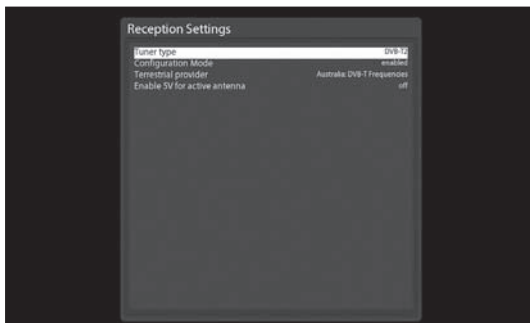 Reception Settings
Tuner type DVB-T2
Configuration Mode enabled
Terrestrial provider Australia: DVB-T Frequencies
Enable 5V for active antenna off